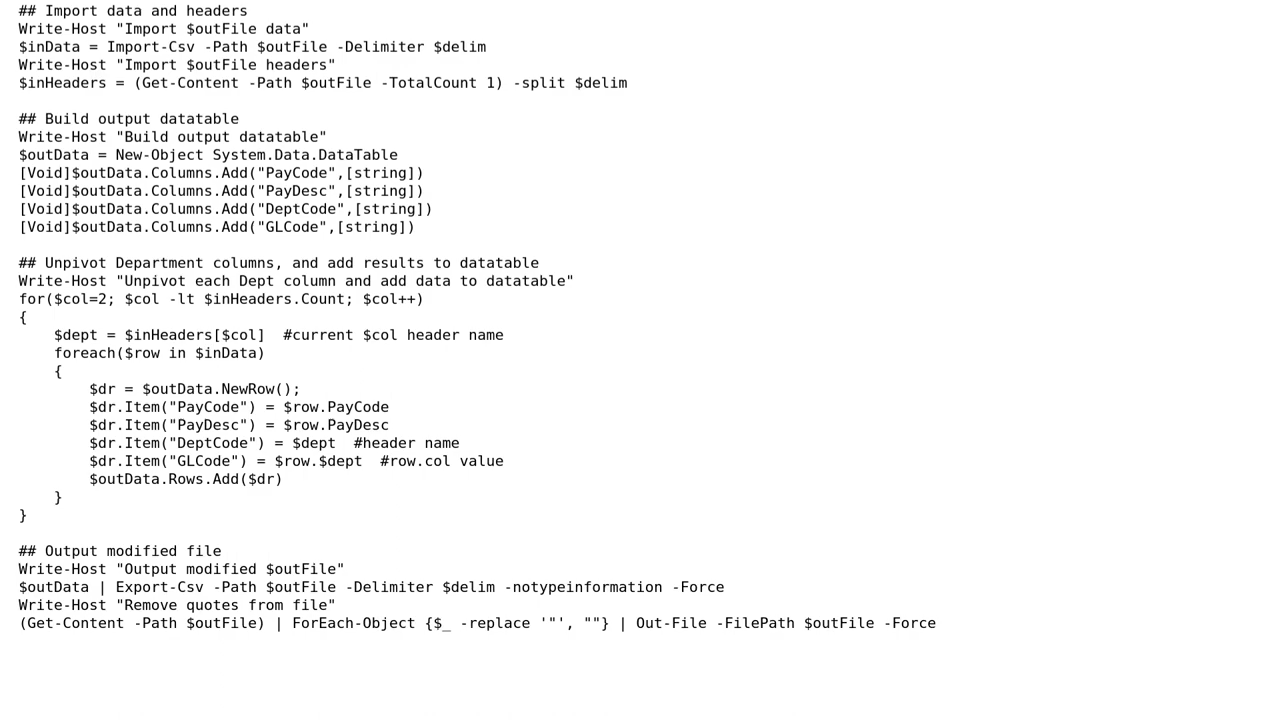 ## Import data and headers
Write-Host "Import $outFile data"
$inData = Import-Csv -Path $outFile -Delimiter $delim
Write-Host "Import $outFile headers"
$inHeaders = (Get-Content -Path $outFile -TotalCount 1) -split $delim

## Build output datatable
Write-Host "Build output datatable"
$outData = New-Object System.Data.DataTable
[Void]$outData.Columns.Add("PayCode",[string])
[Void]$outData.Columns.Add("PayDesc",[string])
[Void]$outData.Columns.Add("DeptCode",[string])
[Void]$outData.Columns.Add("GLCode",[string])

## Unpivot Department columns, and add results to datatable
Write-Host "Unpivot each Dept column and add data to datatable"
for($col=2; $col -lt $inHeaders.Count; $col++)
{
    $dept = $inHeaders[$col]  #current $col header name
    foreach($row in $inData)
    {
        $dr = $outData.NewRow();
        $dr.Item("PayCode") = $row.PayCode
        $dr.Item("PayDesc") = $row.PayDesc
        $dr.Item("DeptCode") = $dept  #header name
        $dr.Item("GLCode") = $row.$dept  #row.col value
        $outData.Rows.Add($dr)
    }
}

## Output modified file
Write-Host "Output modified $outFile"
$outData | Export-Csv -Path $outFile -Delimiter $delim -notypeinformation -Force
Write-Host "Remove quotes from file"
(Get-Content -Path $outFile) | ForEach-Object {$_ -replace '"', ""} | Out-File -FilePath $outFile -Force